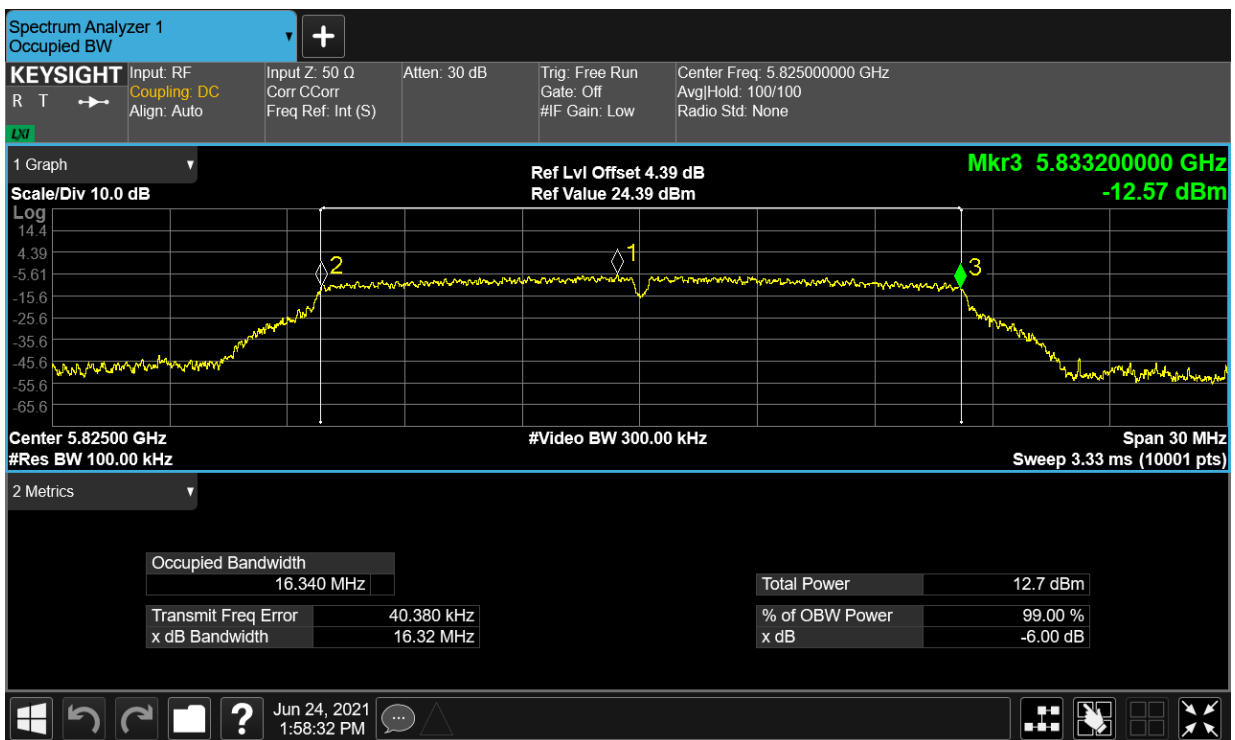 Spectrum Analyzer 1
Occupied BW
+
KEYSIGHT Input: RF Input Z: 50 Ω Atten: 30 dB Trig: Free Run Center Freq: 5.825000000 GHz
R T Coupling: DC Corr CCorr Gate: Off Avg|Hold: 100/100
Align: Auto Freq Ref: Int (S) #IF Gain: Low Radio Std: None
LXI
1 Graph Ref Lvl Offset 4.39 dB Mkr3 5.833200000 GHz
Scale/Div 10.0 dB Ref Value 24.39 dBm -12.57 dBm
Log
14.4
4.39 1
-5.61 2 3
-15.6
-25.6
-35.6
-45.6
-55.6
-65.6
Center 5.82500 GHz #Video BW 300.00 kHz Span 30 MHz
#Res BW 100.00 kHz Sweep 3.33 ms (10001 pts)
2 Metrics
Occupied Bandwidth
16.340 MHz Total Power 12.7 dBm
Transmit Freq Error 40.380 kHz % of OBW Power 99.00 %
x dB Bandwidth 16.32 MHz x dB -6.00 dB
? Jun 24, 2021
1:58:32 PM